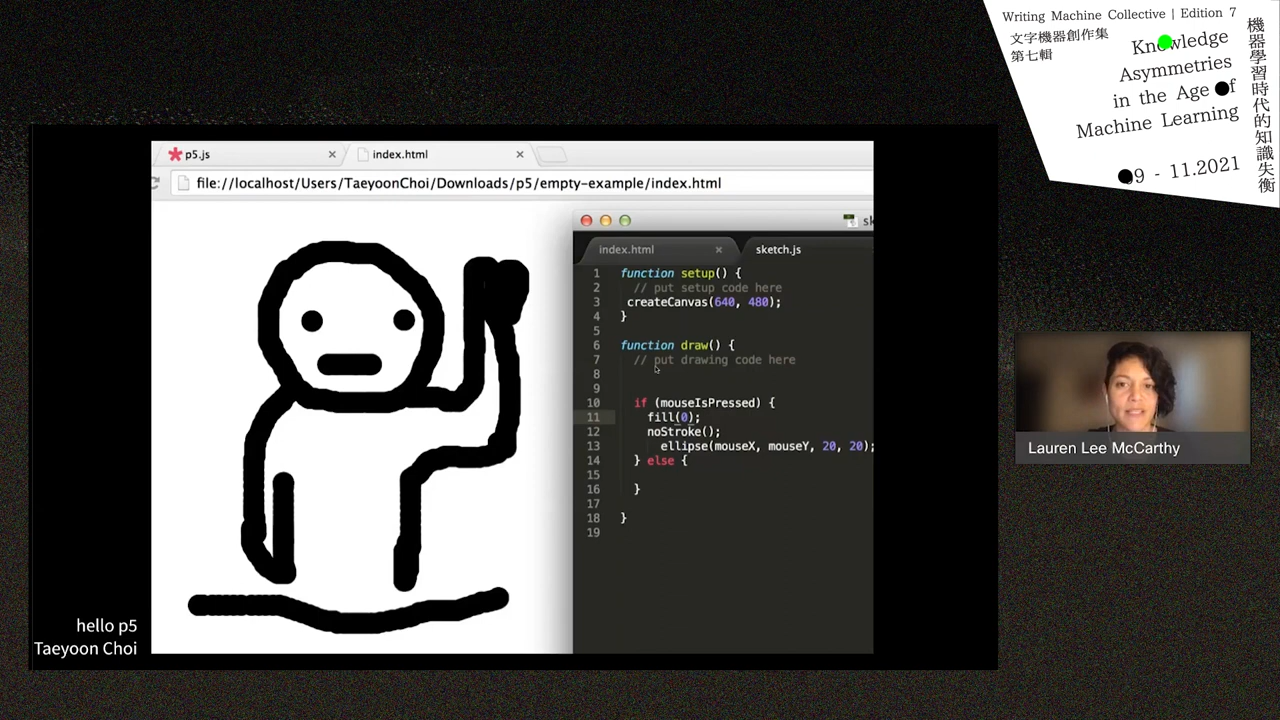 Writing Machine Collective | Edition 7
文字機器創作集
第七輯
Knowledge
Asymmetries
in the Age of
Machine Learning
09 - 11.2021
機器學習時代的知識失衡
p5.js
index.html
file://localhost/Users/TaeyoonChoi/Downloads/p5/empty-example/index.html
sk
index.html
sketch.js
1 function setup() {
2 // put setup code here
3 createCanvas(640, 480);
4 }
5
6 function draw() {
7 // put drawing code here
8
9
10 if (mouseIsPressed) {
11 fill(0);
12 noStroke();
13 ellipse(mouseX, mouseY, 20, 20);
14 } else {
15
16 }
17
18 }
19
hello p5
Taeyoon Choi
Lauren Lee McCarthy